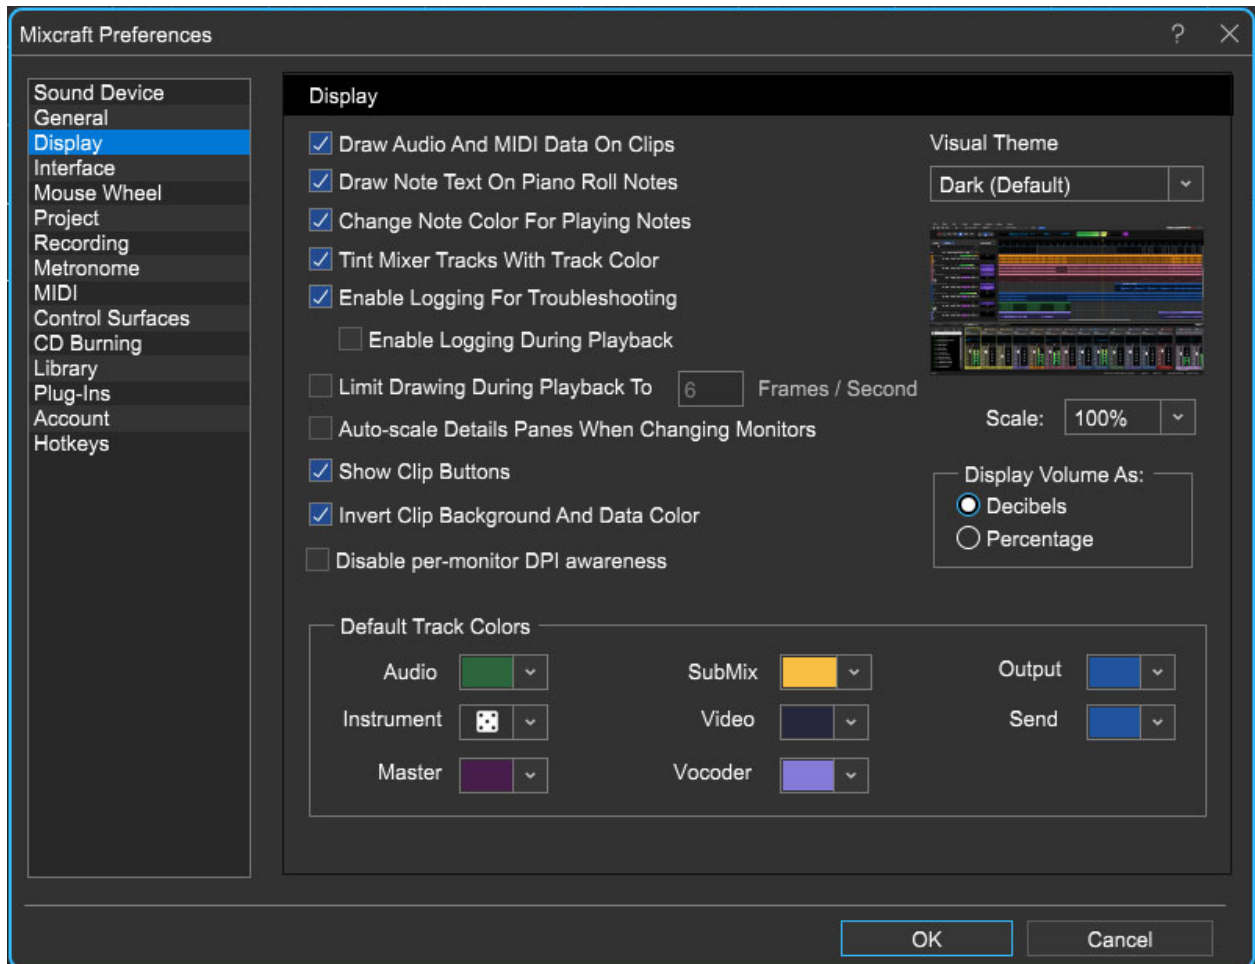 Mixcraft Preferences
?
Sound Device
General
Display
Interface
Mouse Wheel
Project
Recording
Metronome
MIDI
Control Surfaces
CD Burning
Library
Plug-Ins
Account
Hotkeys
Display
Draw Audio And MIDI Data On Clips
Draw Note Text On Piano Roll Notes
Change Note Color For Playing Notes
Tint Mixer Tracks With Track Color
Enable Logging For Troubleshooting
Enable Logging During Playback
Limit Drawing During Playback To 6 Frames / Second
Auto-scale Details Panes When Changing Monitors
Show Clip Buttons
Invert Clip Background And Data Color
Disable per-monitor DPI awareness
Visual Theme
Dark (Default)
Scale: 100%
Display Volume As:
Decibels
Percentage
Default Track Colors
Audio SubMix Output
Instrument Video Send
Master Vocoder
OK Cancel